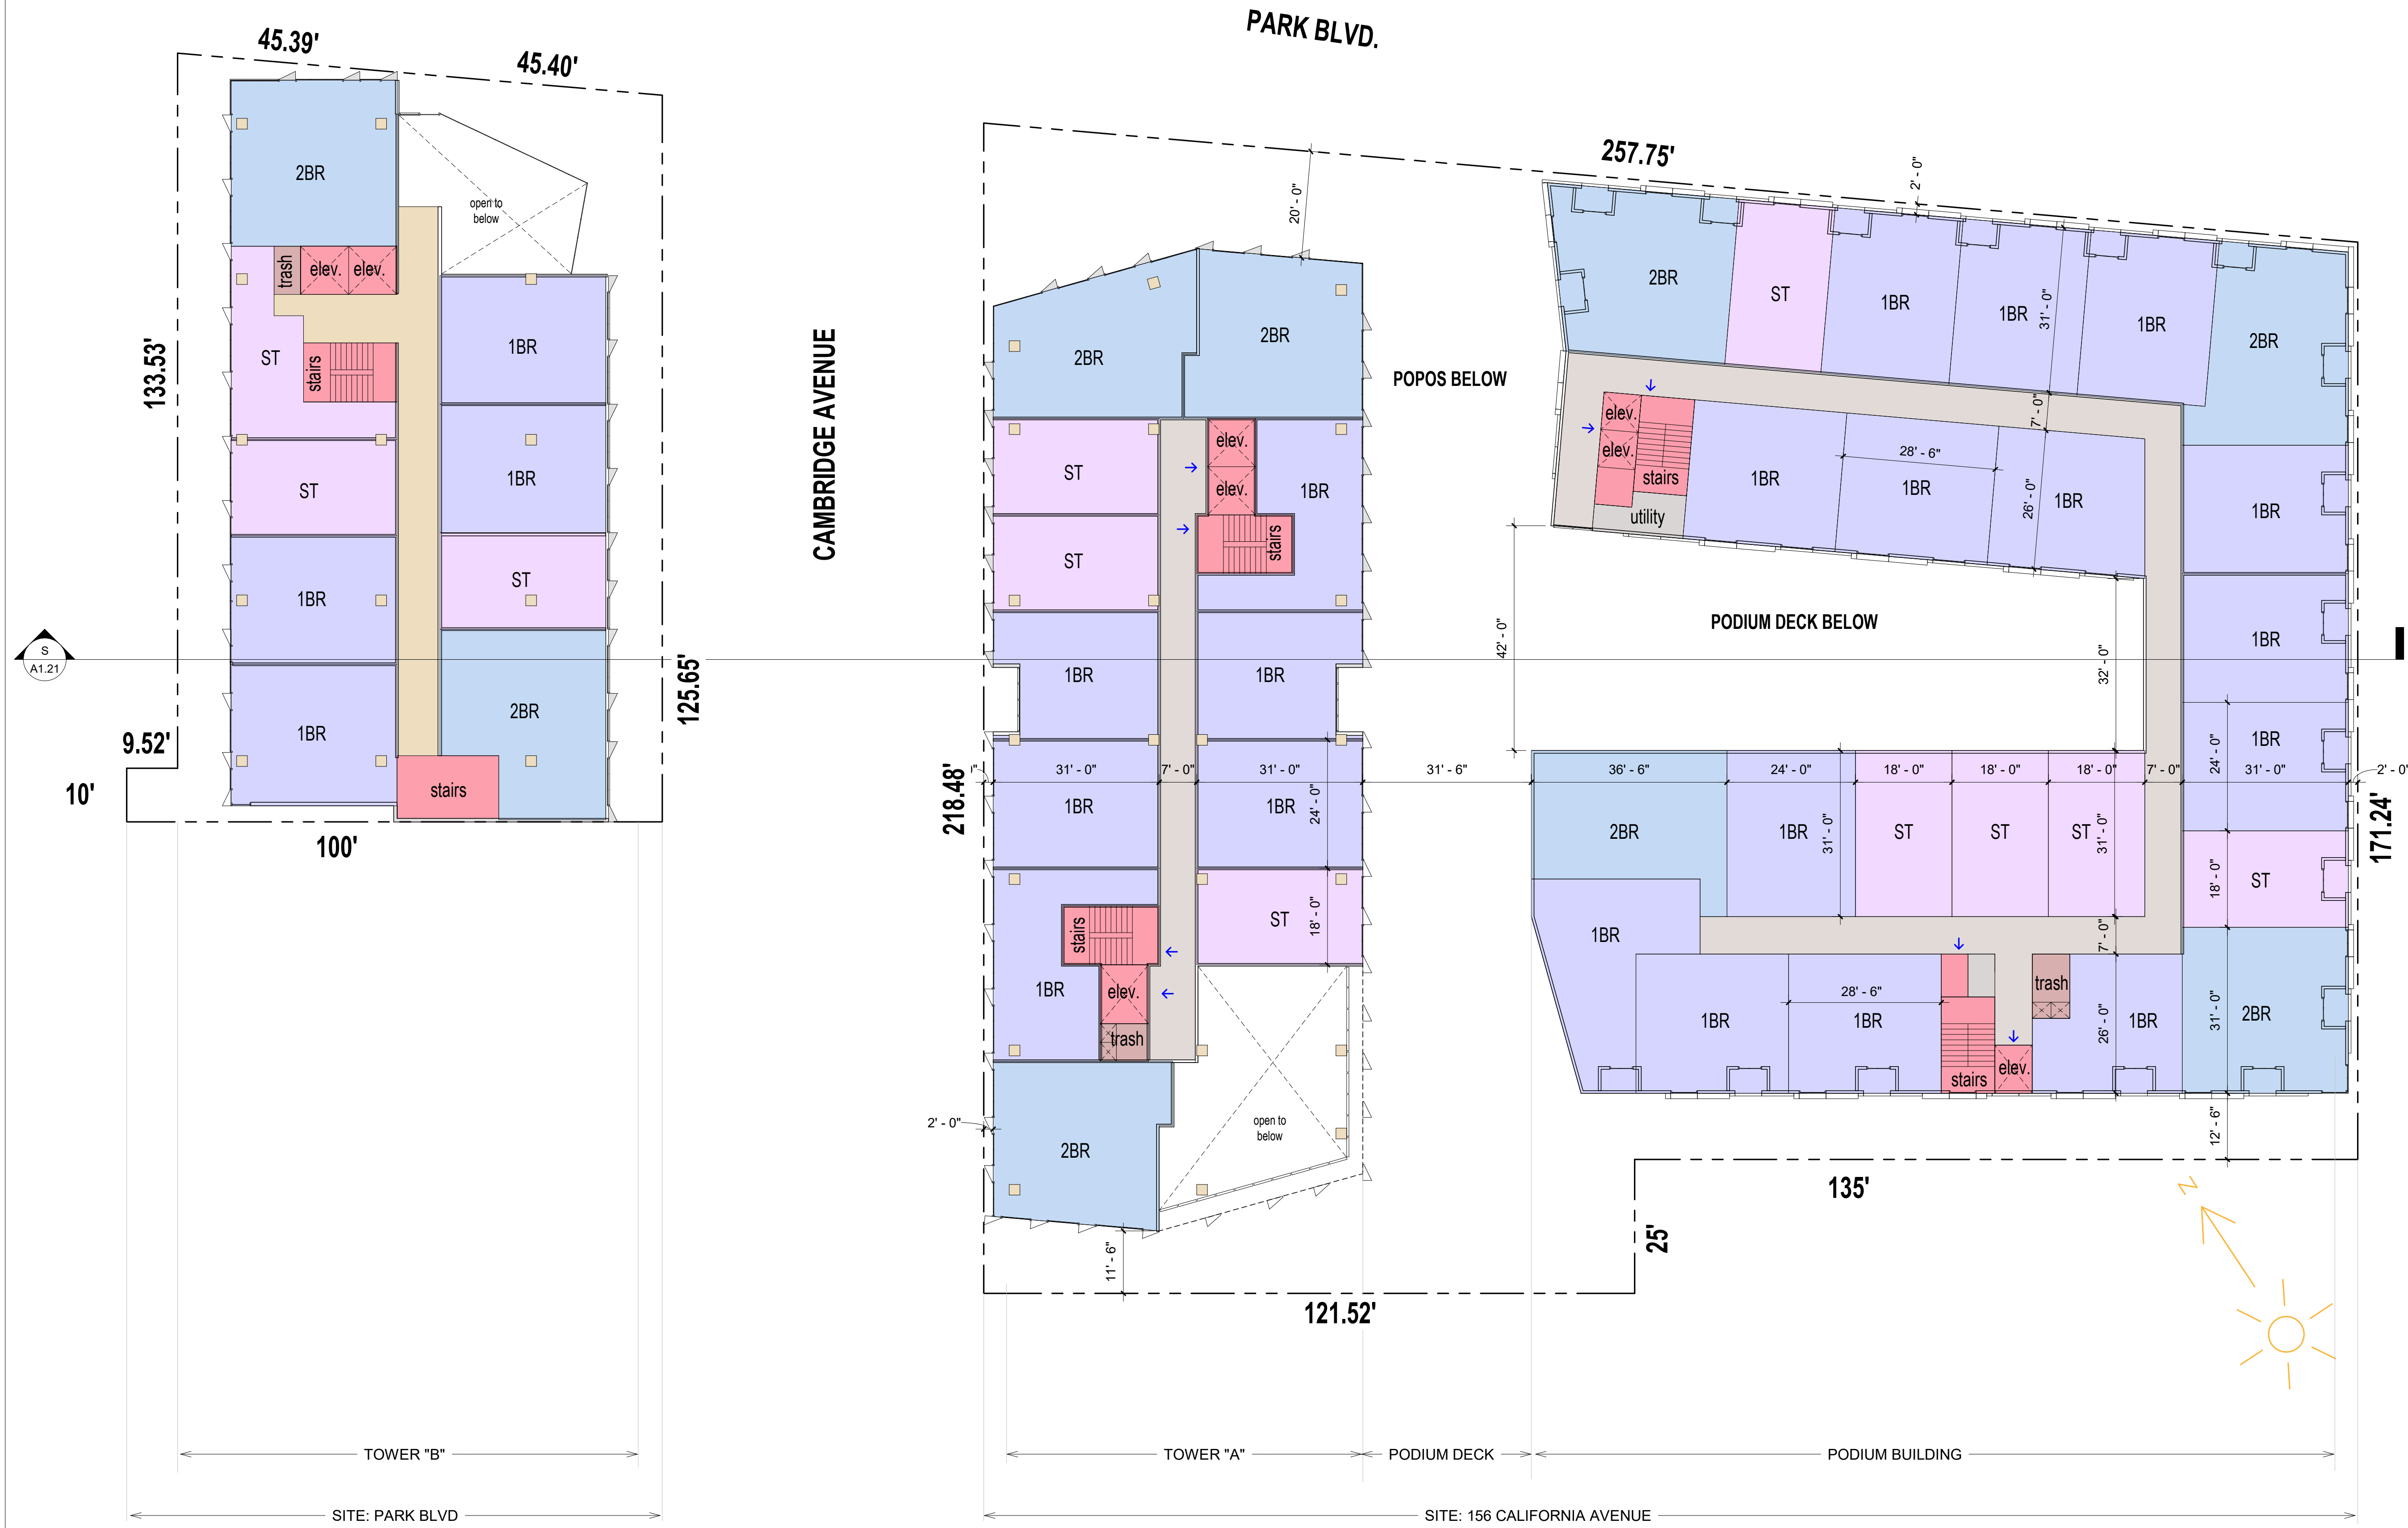 PARK BLVD.
45.39'
45.40'
257.75'
2' - 0"
20' - 0"
2BR
open to
below
trash
elev.
elev.
ST
stairs
1BR
133.53'
ST
1BR
1BR
ST
1BR
2BR
stairs
9.52'
10'
100'
125.65'
S
A1.21
CAMBRIDGE AVENUE
2BR
2BR
POPOS BELOW
ST
elev.
elev.
1BR
ST
stairs
1BR
1BR
31' - 0"
7' - 0"
31' - 0"
31' - 6"
218.48'
1BR
1BR
24' - 0"
1BR
stairs
ST
18' - 0"
elev.
trash
2' - 0"
2BR
open to
below
11' - 6"
121.52'
2BR
ST
1BR
1BR
31' - 0"
1BR
2BR
7' - 0"
elev.
elev.
stairs
utility
1BR
28' - 6"
1BR
26' - 0"
1BR
1BR
42' - 0"
PODIUM DECK BELOW
32' - 0"
1BR
1BR
24' - 0"
36' - 6"
24' - 0"
18' - 0"
18' - 0"
18' - 0"
7' - 0"
31' - 0"
2' - 0"
171.24'
2BR
1BR
31' - 0"
ST
ST
ST
31' - 0"
18' - 0"
ST
1BR
7' - 0"
1BR
28' - 6"
1BR
trash
26' - 0"
1BR
31' - 0"
2BR
stairs
elev.
12' - 6"
135'
25'
N
TOWER "B"
TOWER "A"
PODIUM DECK
PODIUM BUILDING
SITE: PARK BLVD
SITE: 156 CALIFORNIA AVENUE